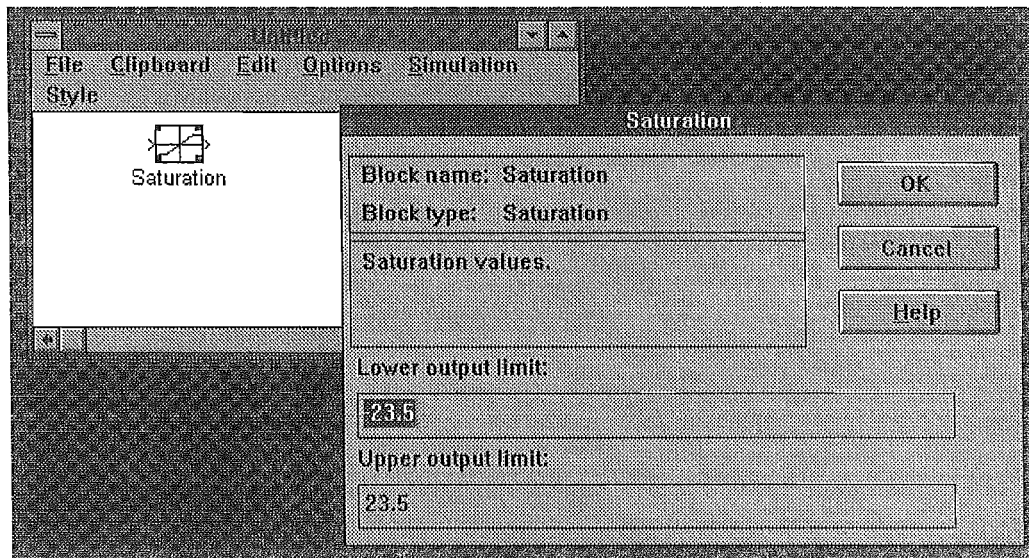 Untitled
File Clipboard Edit Options Simulation
Style
Saturation
Saturation
Block name: Saturation
Block type: Saturation
Saturation values.
OK
Cancel
Help
Lower output limit:
-23.5
Upper output limit:
23.5